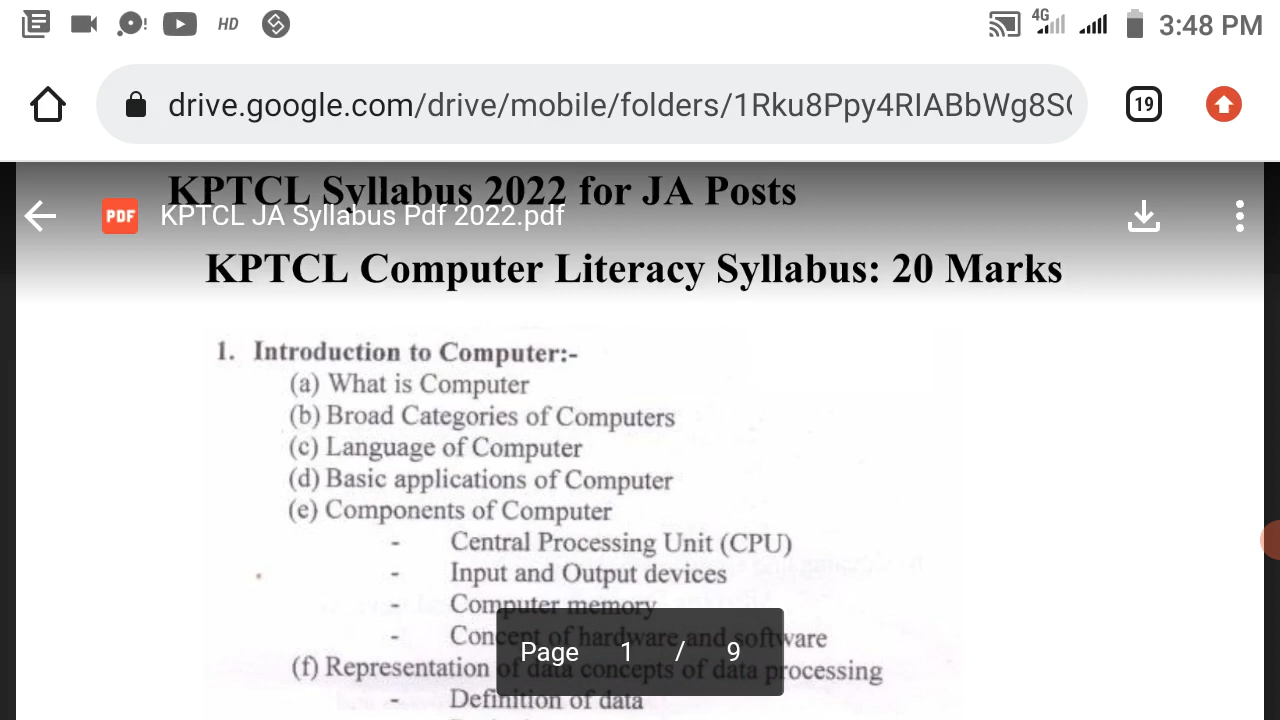 HD
4G
3:48 PM
drive.google.com/drive/mobile/folders/1Rku8Ppy4RIABbWg8S
19
KPTCL Syllabus 2022 for JA Posts
PDF
KPTCL JA Syllabus Pdf 2022.pdf
KPTCL Computer Literacy Syllabus: 20 Marks
1. Introduction to Computer:-
(a) What is Computer
(b) Broad Categories of Computers
(c) Language of Computer
(d) Basic applications of Computer
(e) Components of Computer
- Central Processing Unit (CPU)
- Input and Output devices
- Computer memory
- Concept of hardware and software
Page 1 / 9
(f) Representation of data concepts of data processing
- Definition of data